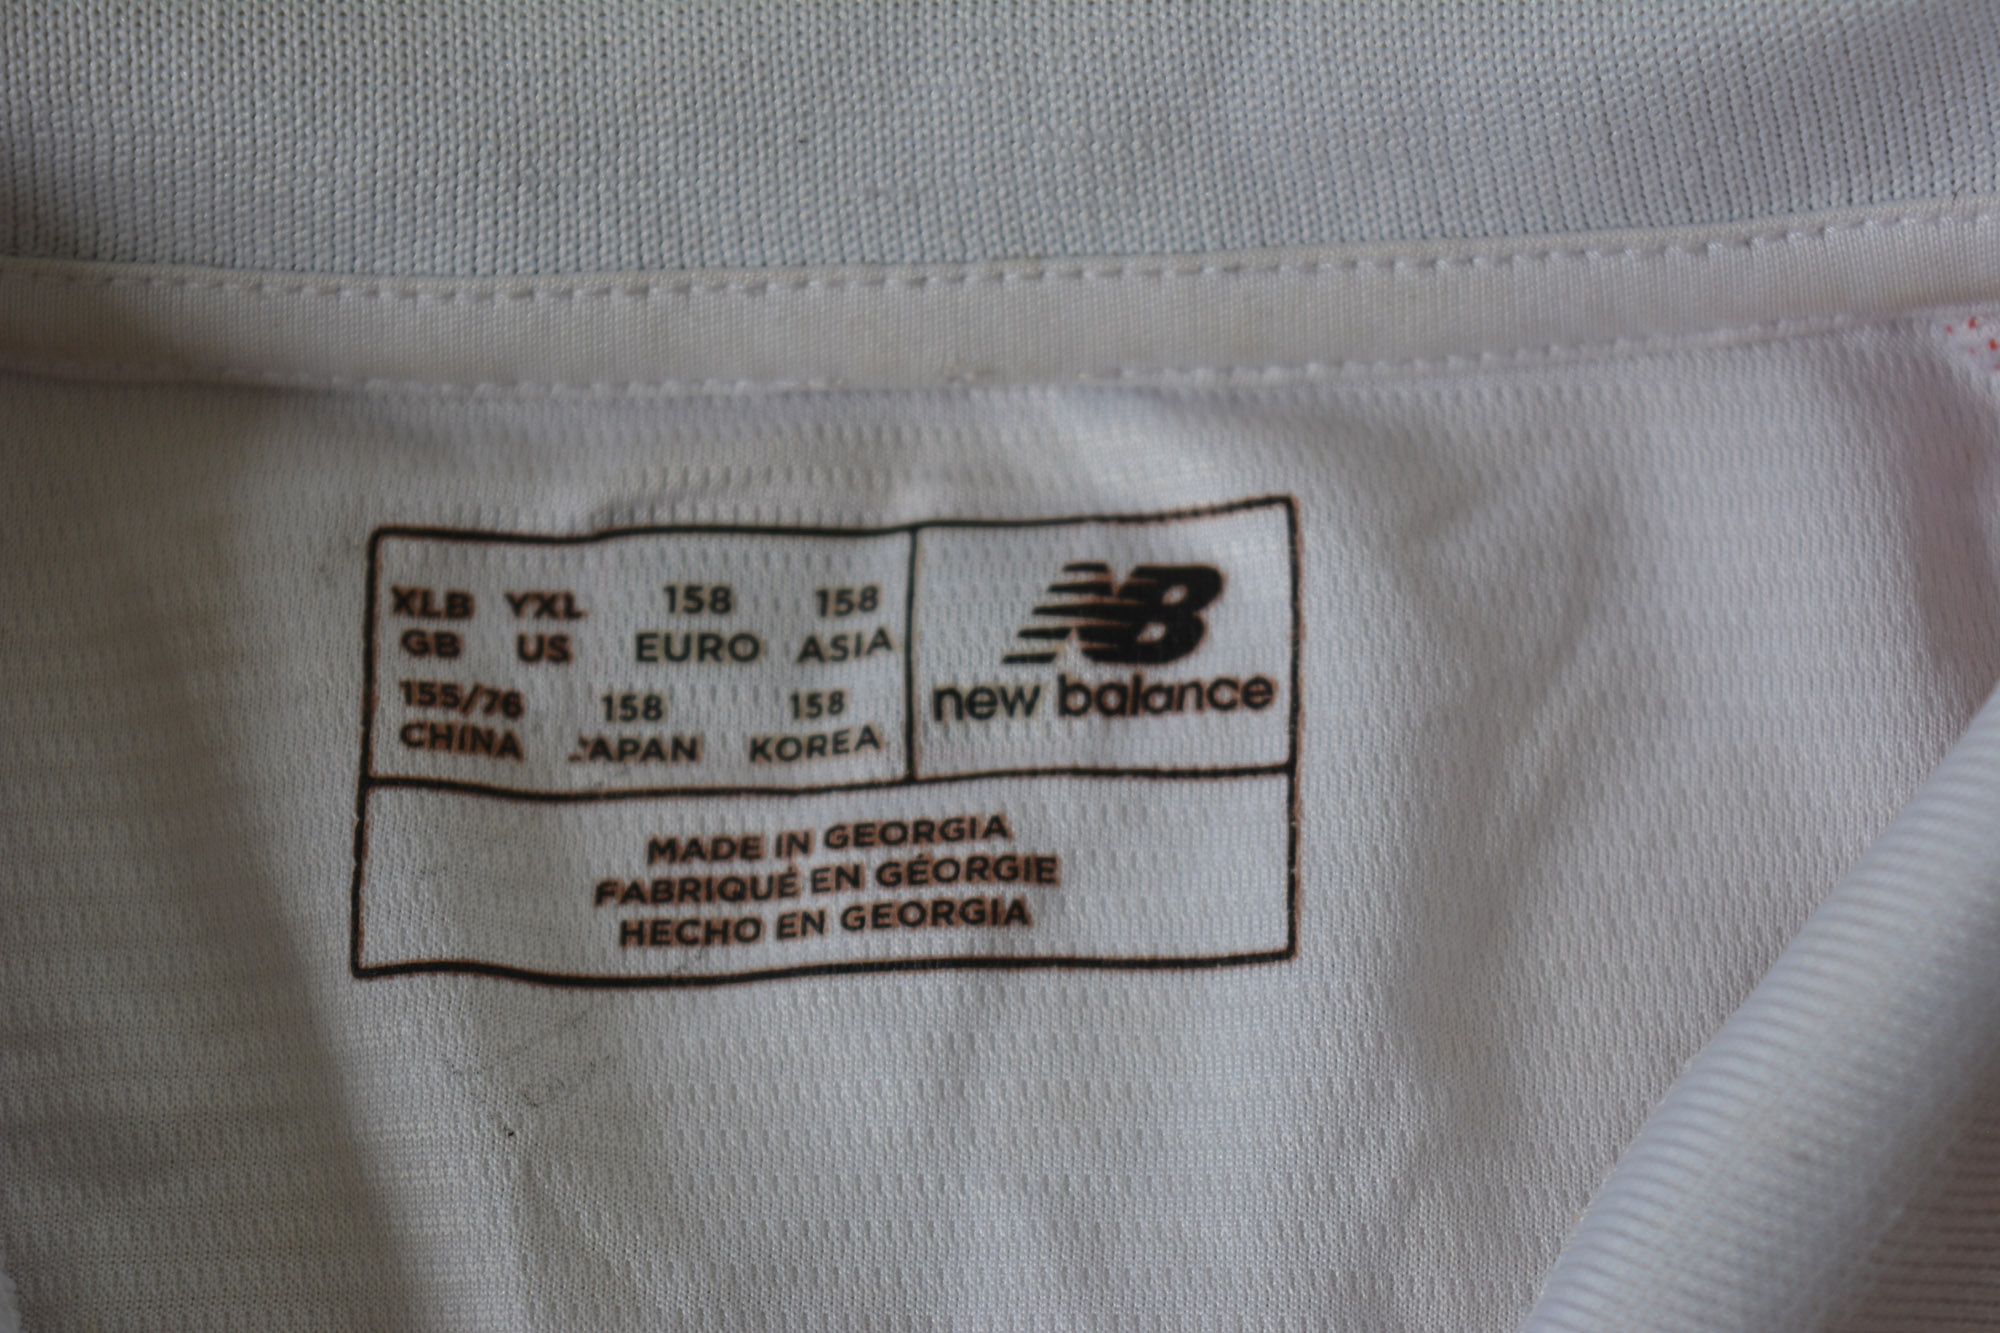 XLB YXL 158 158
GB US EURO ASIA
155/76 158 158
CHINA JAPAN KOREA
NB
new balance
MADE IN GEORGIA
FABRIQUÉ EN GÉORGIE
HECHO EN GEORGIA